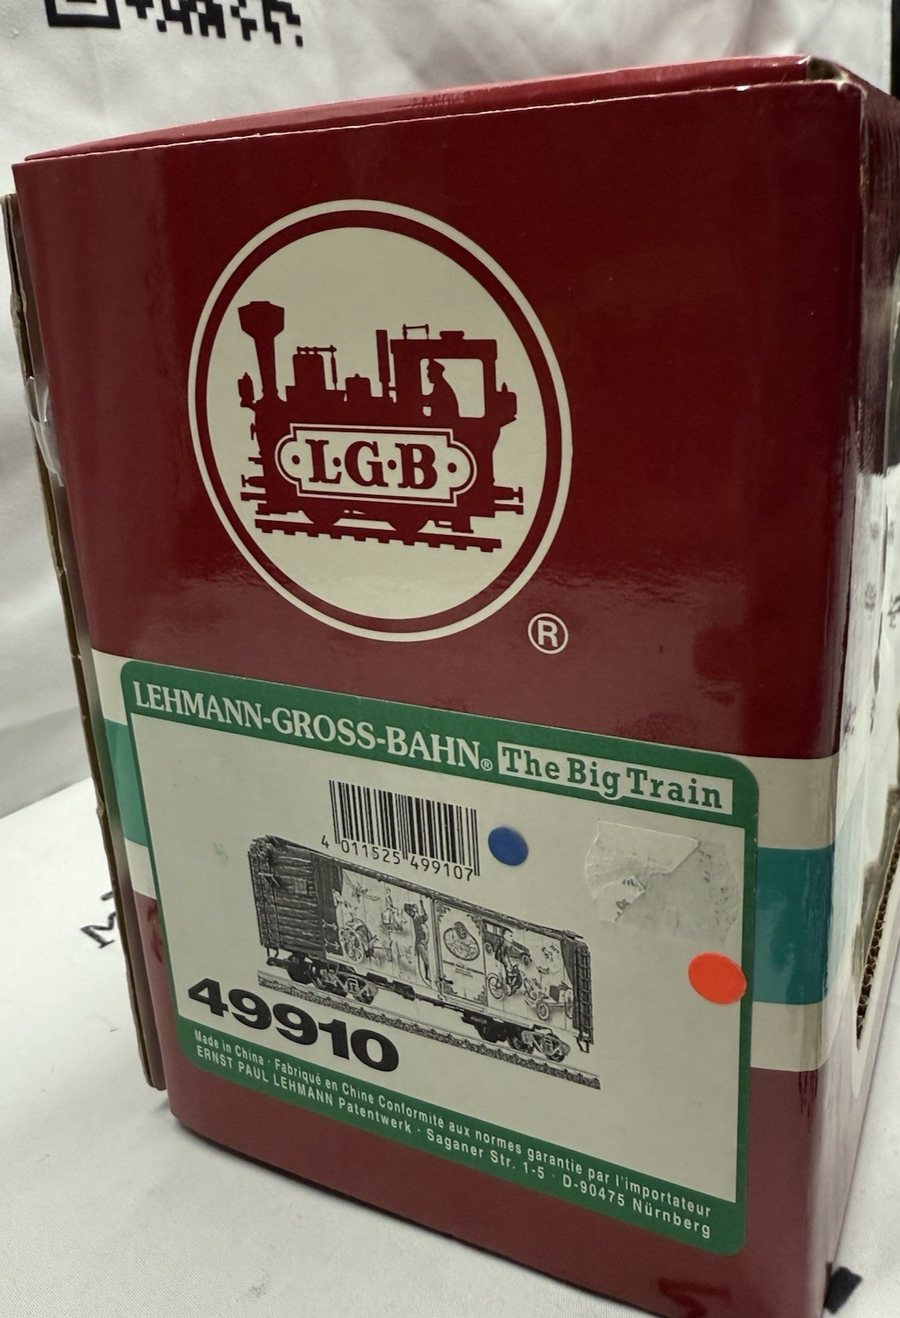 L·G·B
®
LEHMANN-GROSS-BAHN® The Big Train
4 011525 499107
49910
Made in China · Fabriqué en Chine Conformité aux normes garantie par l'importateur
ERNST PAUL LEHMANN Patentwerk · Saganer Str. 1-5 · D-90475 Nürnberg